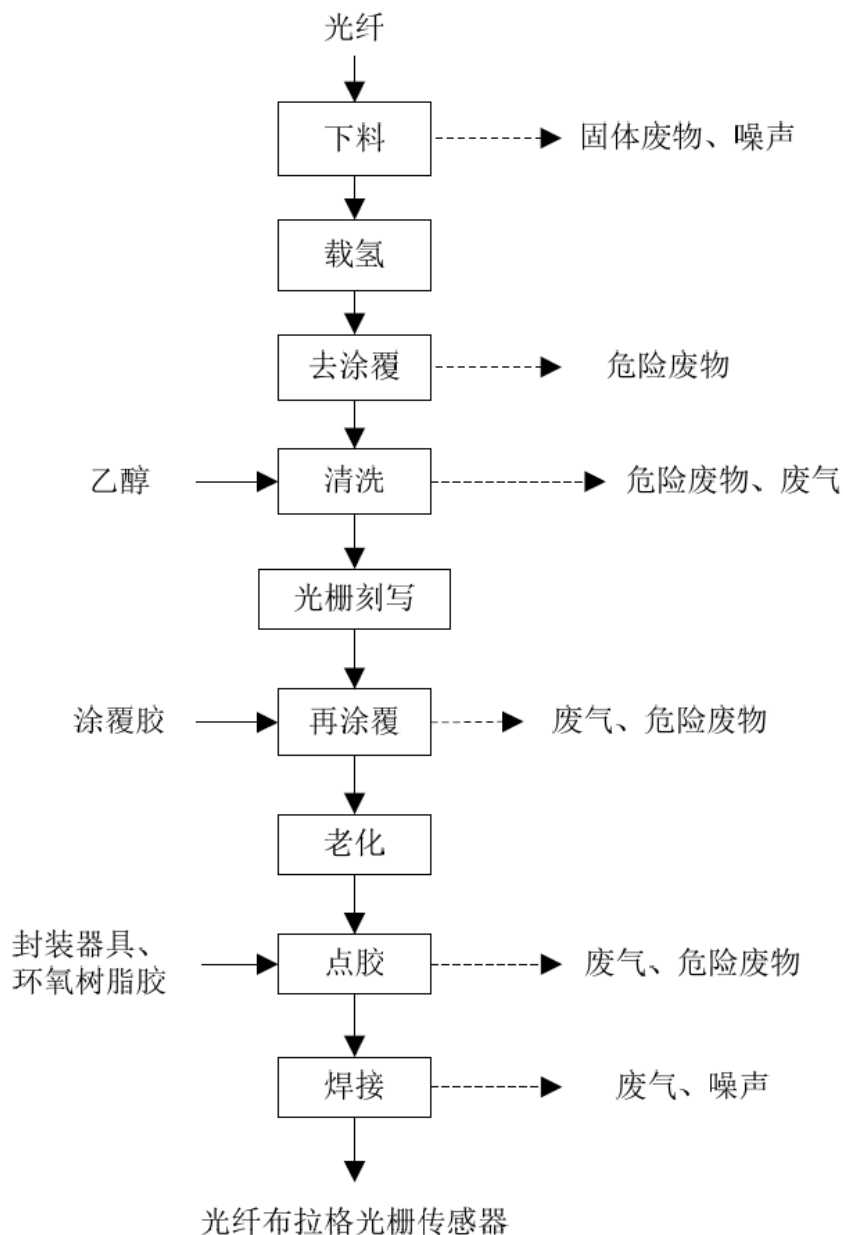 光纤
下料
固体废物、噪声
载氢
去涂覆
危险废物
乙醇
清洗
危险废物、废气
光栅刻写
涂覆胶
再涂覆
废气、危险废物
老化
封装器具、
环氧树脂胶
点胶
废气、危险废物
焊接
废气、噪声
光纤布拉格光栅传感器